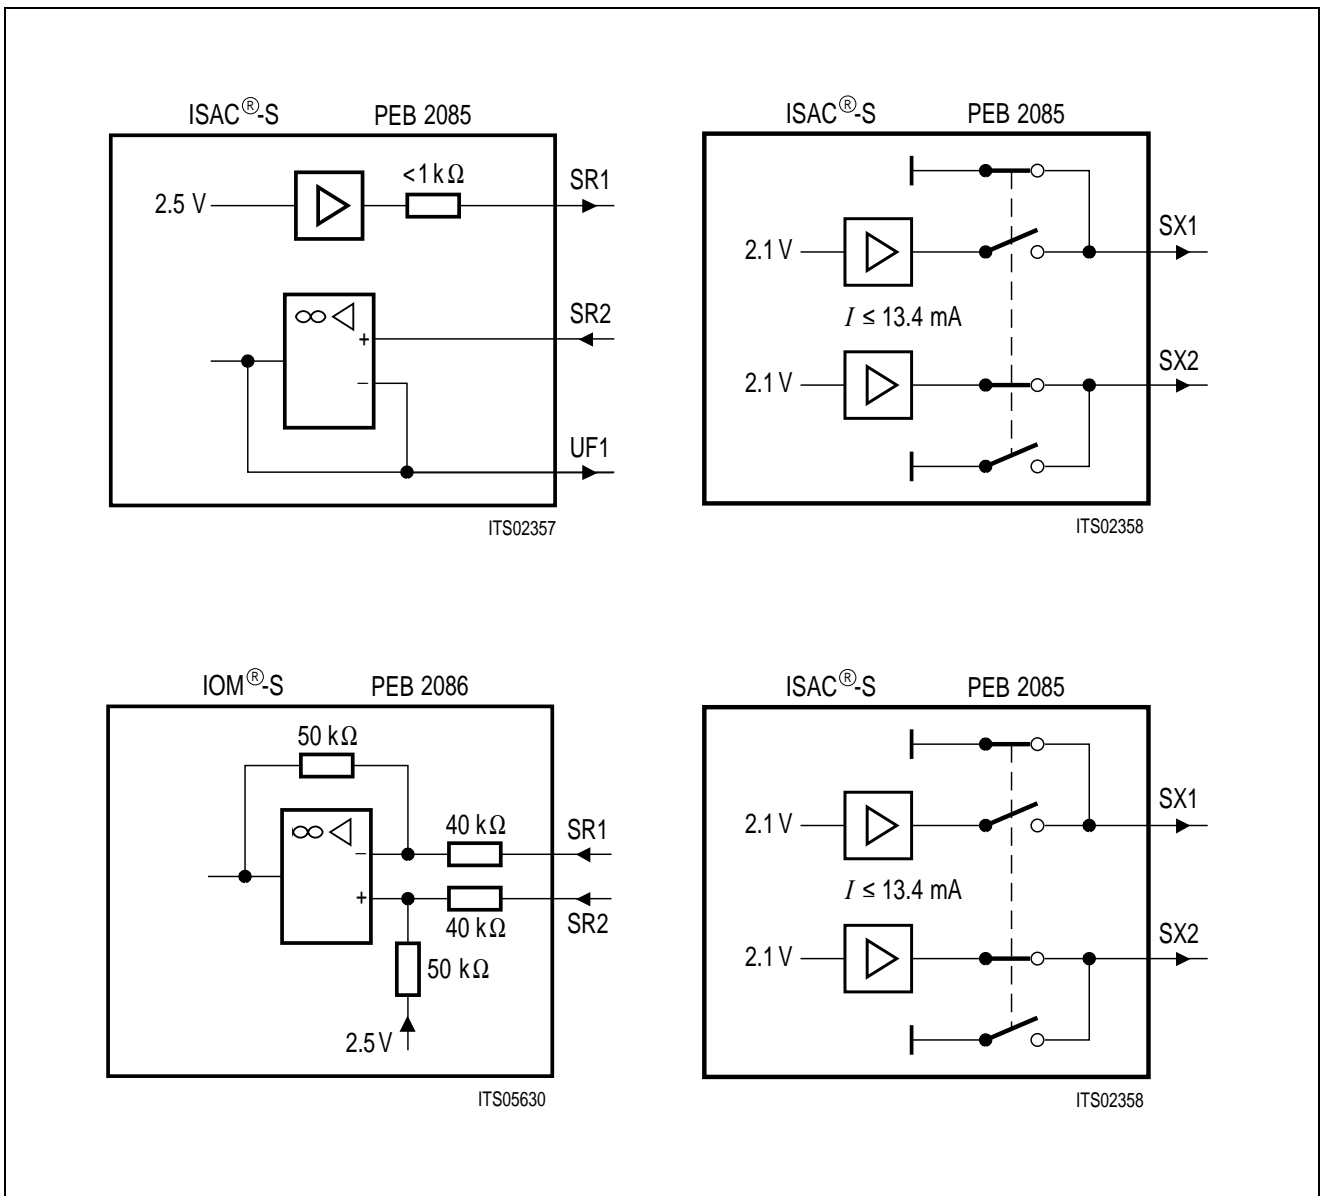 ISAC®-S PEB 2085
2.5 V
<1 kΩ
SR1
∞
+
SR2
–
UF1
ITS02357
ISAC®-S PEB 2085
2.1 V
SX1
I ≤ 13.4 mA
2.1 V
SX2
ITS02358
IOM®-S PEB 2086
50 kΩ
∞
–
40 kΩ
SR1
+
40 kΩ
SR2
50 kΩ
2.5 V
ITS05630
ISAC®-S PEB 2085
2.1 V
SX1
I ≤ 13.4 mA
2.1 V
SX2
ITS02358